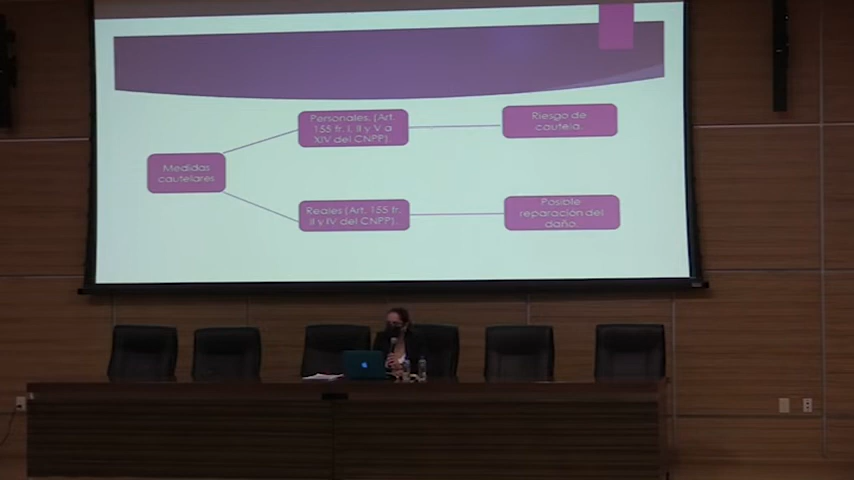 Medidas
cautelares
Personales. (Art.
155 fr. I, II y V a
XIV del CNPP)
Riesgo de
cautela.
Reales (Art. 155 fr.
II y IV del CNPP).
Posible
reparación del
daño.